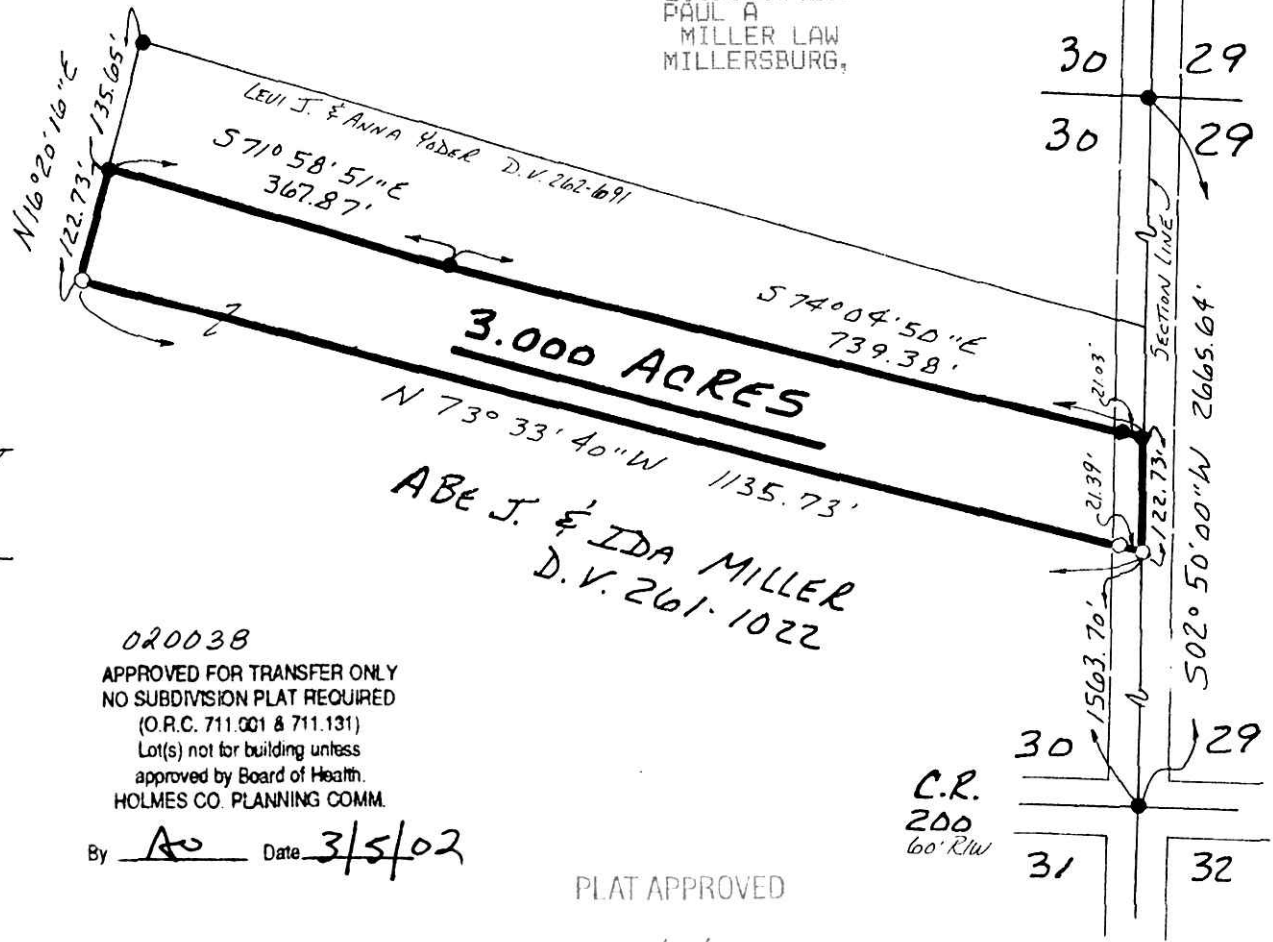 PAUL A
MILLER LAW
MILLERSBURG,
30 29
30 29
N16°20'16"E
135.65'
122.73'
LEVI J. & ANNA YODER D.V. 262-691
S 71° 58' 51"E
367.87'
S 74° 04' 50"E
739.38'
SECTION LINE
21.03'
3.000 ACRES
N 73° 33' 40"W 1135.73'
21.39'
122.73'
S02° 50' 00"W 2665.64'
ABE J. & IDA MILLER
D.V. 261-1022
1563.70'
020038
APPROVED FOR TRANSFER ONLY
NO SUBDIVISION PLAT REQUIRED
(O.R.C. 711.001 & 711.131)
Lot(s) not for building unless
approved by Board of Health.
HOLMES CO. PLANNING COMM.
By Date 3/5/02
30 29
C.R.
200
60' R/W
31 32
PLAT APPROVED